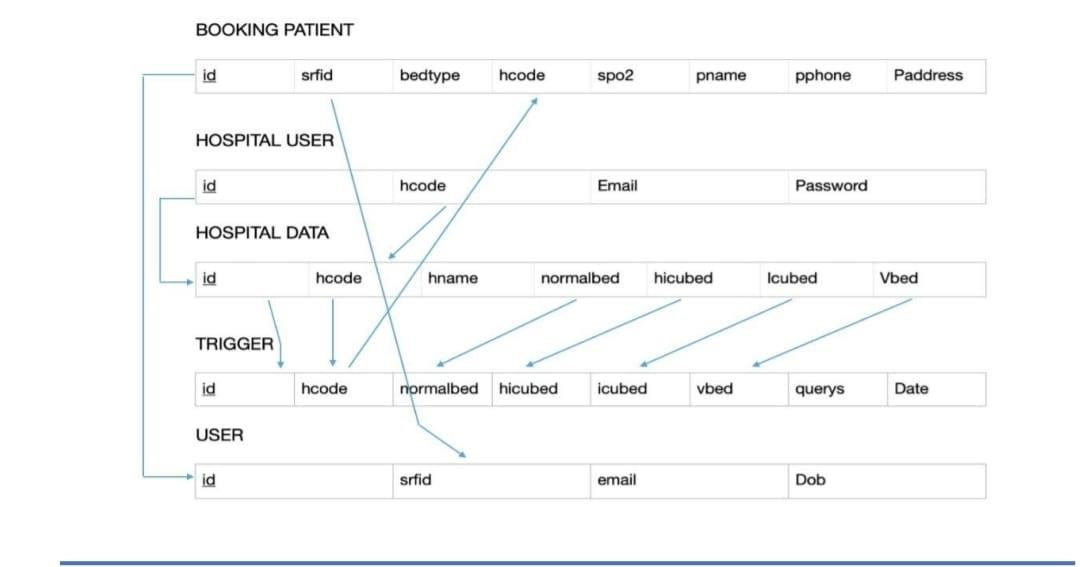 BOOKING PATIENT
id srfid bedtype hcode spo2 pname pphone Paddress
HOSPITAL USER
id hcode Email Password
HOSPITAL DATA
id hcode hname normalbed hicubed Icubed Vbed
TRIGGER
id hcode normalbed hicubed icubed vbed querys Date
USER
id srfid email Dob